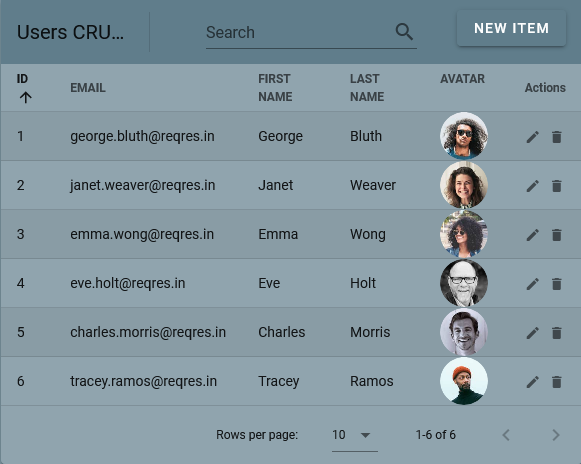 Users CRU...
Search
NEW ITEM
ID EMAIL FIRST NAME LAST NAME AVATAR Actions
1 george.bluth@reqres.in George Bluth
2 janet.weaver@reqres.in Janet Weaver
3 emma.wong@reqres.in Emma Wong
4 eve.holt@reqres.in Eve Holt
5 charles.morris@reqres.in Charles Morris
6 tracey.ramos@reqres.in Tracey Ramos
Rows per page: 10 1-6 of 6